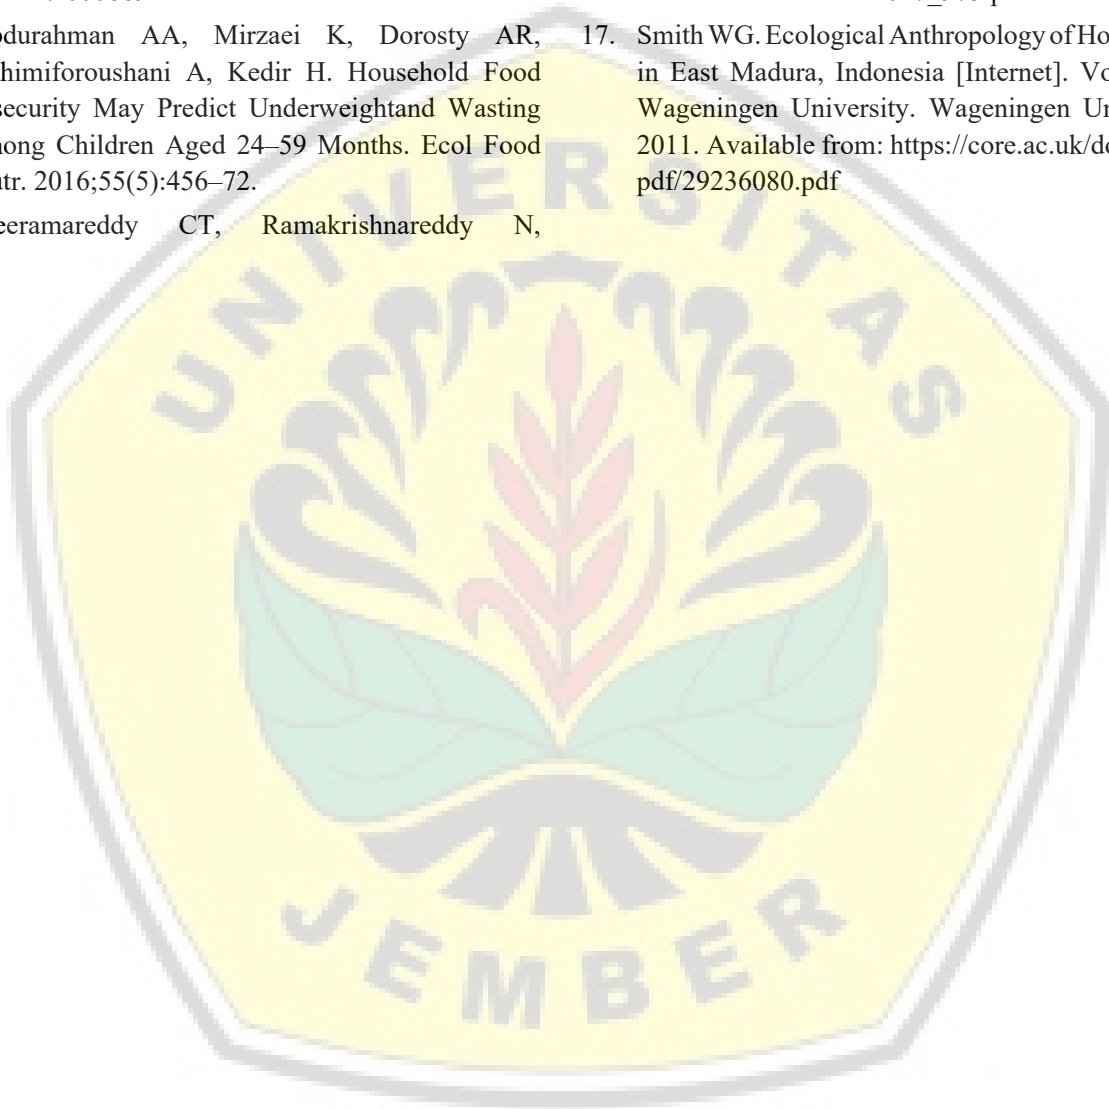 odurahman AA, Mirzaei K, Dorosty AR,
himiforoushani A, Kedir H. Household Food
security May Predict Underweightand Wasting
nong Children Aged 24–59 Months. Ecol Food
utr. 2016;55(5):456–72.
eeramareddy CT, Ramakrishnareddy N,
17. Smith WG. Ecological Anthropology of Ho
in East Madura, Indonesia [Internet]. Vo
Wageningen University. Wageningen Un
2011. Available from: https://core.ac.uk/do
pdf/29236080.pdf
UNIVERSITAS
JEMBER